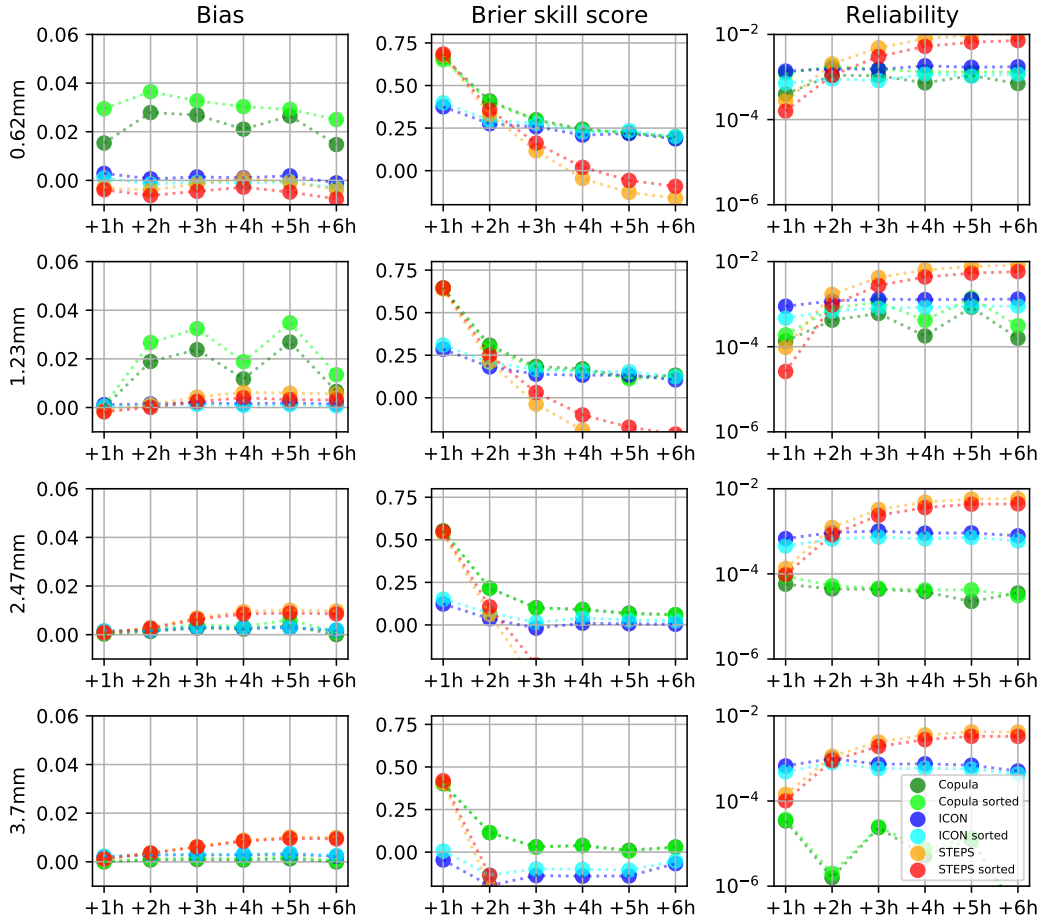 Bias Brier skill score Reliability
0.62mm
0.06
0.04
0.02
0.00
+1h +2h +3h +4h +5h +6h
0.75
0.50
0.25
0.00
+1h +2h +3h +4h +5h +6h
10−2
10−4
10−6
+1h +2h +3h +4h +5h +6h
1.23mm
0.06
0.04
0.02
0.00
+1h +2h +3h +4h +5h +6h
0.75
0.50
0.25
0.00
+1h +2h +3h +4h +5h +6h
10−2
10−4
10−6
+1h +2h +3h +4h +5h +6h
2.47mm
0.06
0.04
0.02
0.00
+1h +2h +3h +4h +5h +6h
0.75
0.50
0.25
0.00
+1h +2h +3h +4h +5h +6h
10−2
10−4
10−6
+1h +2h +3h +4h +5h +6h
3.7mm
0.06
0.04
0.02
0.00
+1h +2h +3h +4h +5h +6h
0.75
0.50
0.25
0.00
+1h +2h +3h +4h +5h +6h
10−2
10−4
10−6
Copula
Copula sorted
ICON
ICON sorted
STEPS
STEPS sorted
+1h +2h +3h +4h +5h +6h